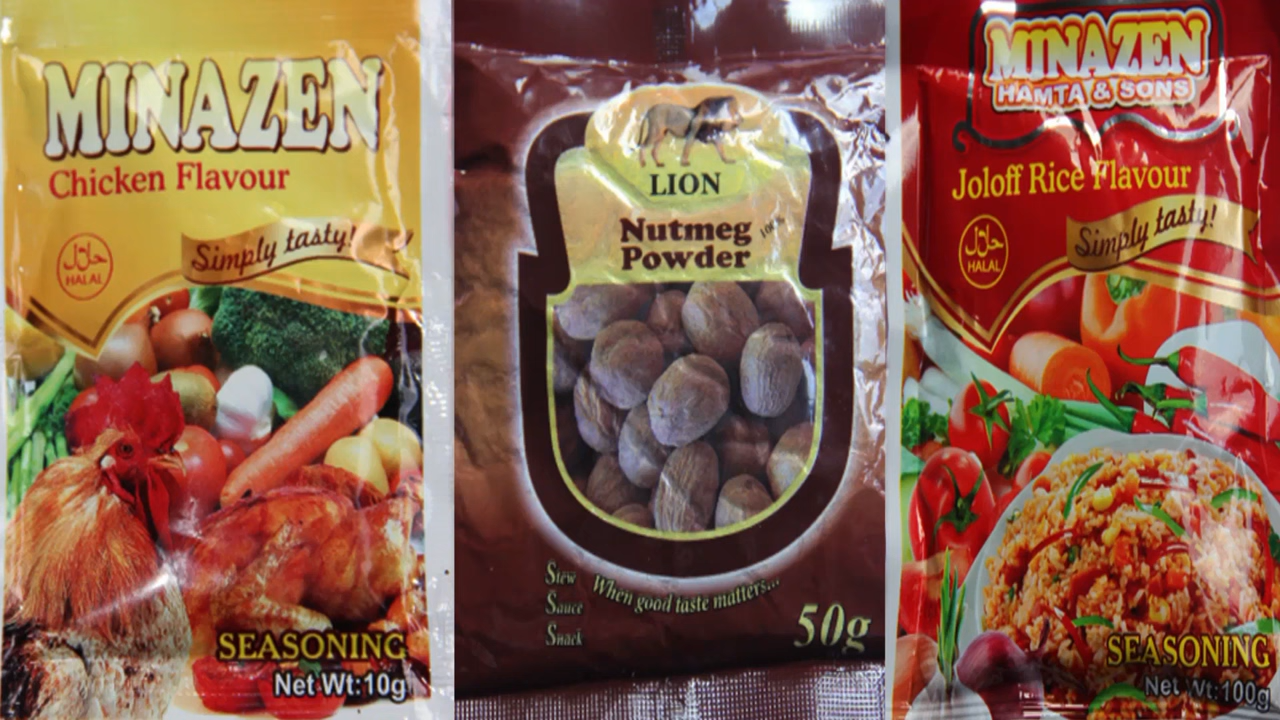 MINAZEN
Chicken Flavour
Simply tasty!
حلال
HALAL
SEASONING
Net Wt:10g
LION
Nutmeg
Powder
100%
Stew
Sauce
Snack
When good taste matters...
50g
MINAZEN
HAMTA & SONS
Joloff Rice Flavour
Simply tasty!
حلال
HALAL
SEASONING
Net Wt:100g